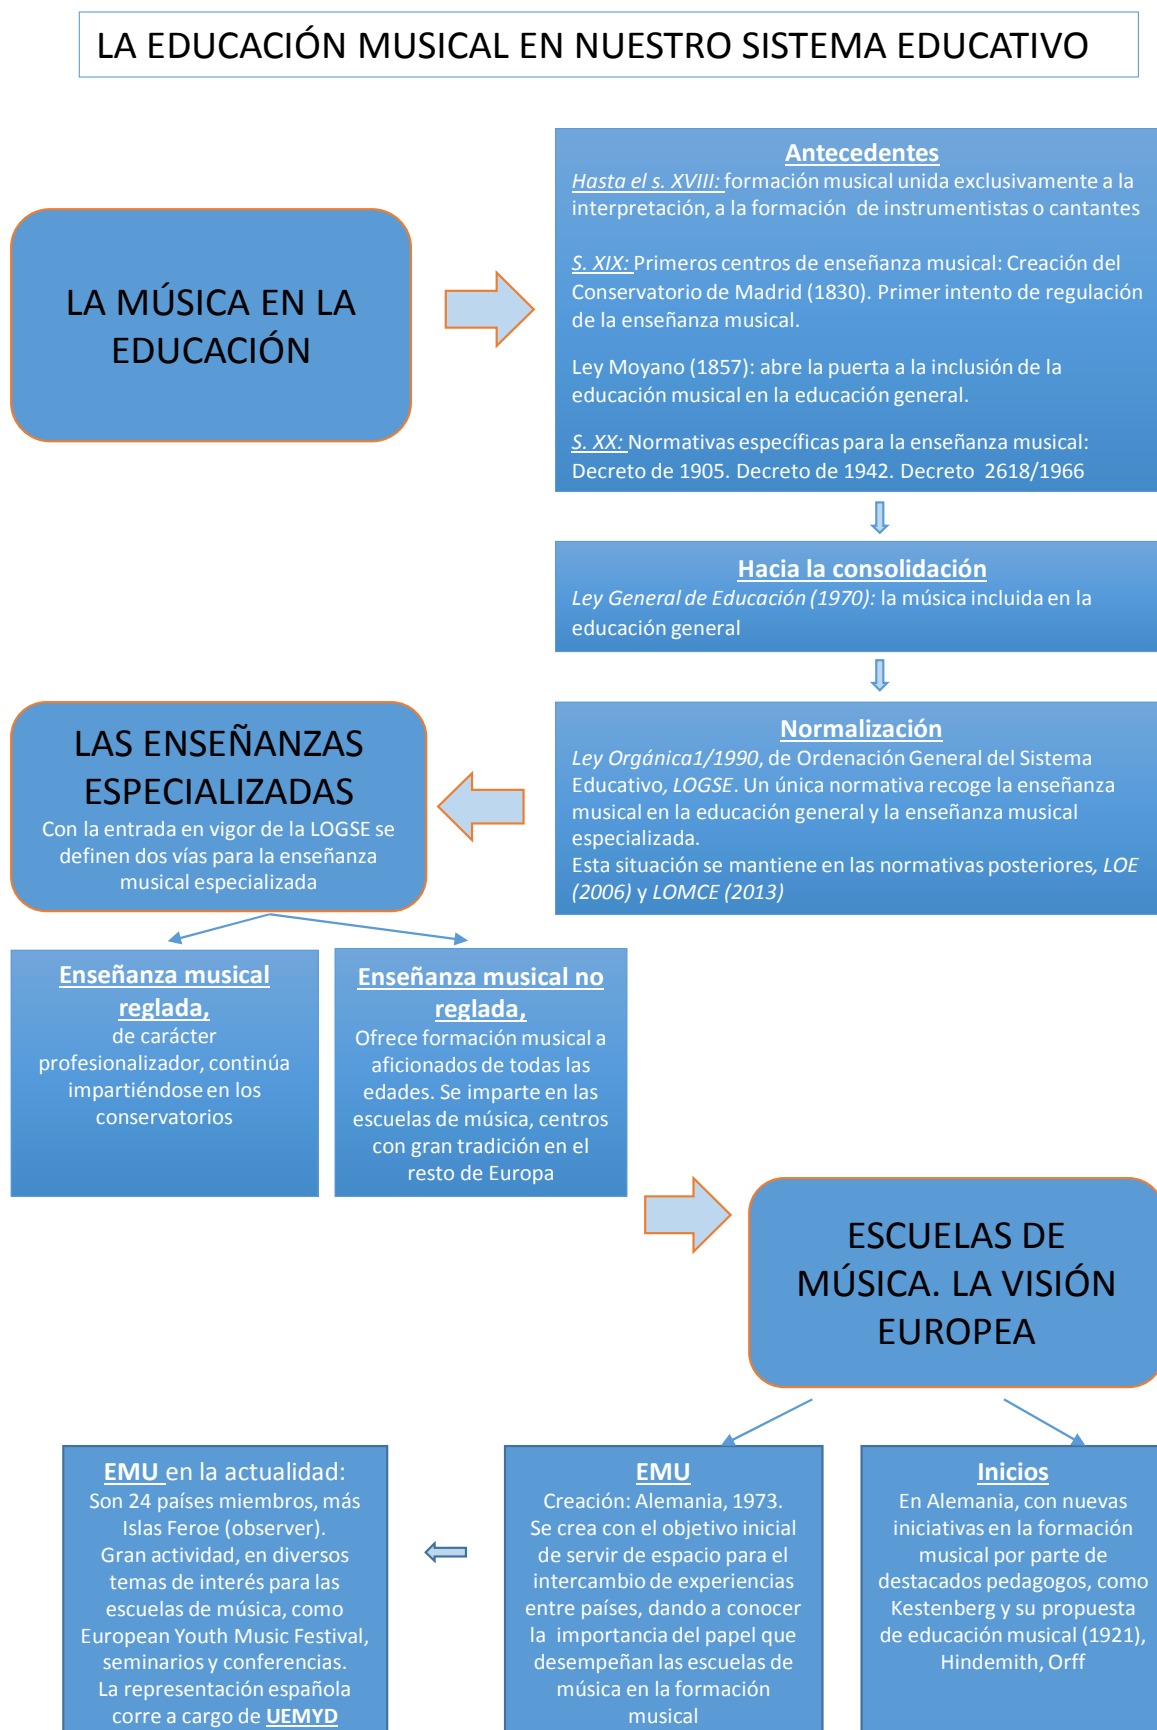 LA EDUCACIÓN MUSICAL EN NUESTRO SISTEMA EDUCATIVO
LA MÚSICA EN LA
EDUCACIÓN
Antecedentes
Hasta el s. XVIII: formación musical unida exclusivamente a la
interpretación, a la formación de instrumentistas o cantantes
S. XIX: Primeros centros de enseñanza musical: Creación del
Conservatorio de Madrid (1830). Primer intento de regulación
de la enseñanza musical.
Ley Moyano (1857): abre la puerta a la inclusión de la
educación musical en la educación general.
S. XX: Normativas específicas para la enseñanza musical:
Decreto de 1905. Decreto de 1942. Decreto 2618/1966
Hacia la consolidación
Ley General de Educación (1970): la música incluida en la
educación general
Normalización
Ley Orgánica1/1990, de Ordenación General del Sistema
Educativo, LOGSE. Un única normativa recoge la enseñanza
musical en la educación general y la enseñanza musical
especializada.
Esta situación se mantiene en las normativas posteriores, LOE
(2006) y LOMCE (2013)
LAS ENSEÑANZAS
ESPECIALIZADAS
Con la entrada en vigor de la LOGSE se
definen dos vías para la enseñanza
musical especializada
Enseñanza musical
reglada,
de carácter
profesionalizador, continúa
impartiéndose en los
conservatorios
Enseñanza musical no
reglada,
Ofrece formación musical a
aficionados de todas las
edades. Se imparte en las
escuelas de música, centros
con gran tradición en el
resto de Europa
ESCUELAS DE
MÚSICA. LA VISIÓN
EUROPEA
EMU en la actualidad:
Son 24 países miembros, más
Islas Feroe (observer).
Gran actividad, en diversos
temas de interés para las
escuelas de música, como
European Youth Music Festival,
seminarios y conferencias.
La representación española
corre a cargo de UEMYD
EMU
Creación: Alemania, 1973.
Se crea con el objetivo inicial
de servir de espacio para el
intercambio de experiencias
entre países, dando a conocer
la importancia del papel que
desempeñan las escuelas de
música en la formación
musical
Inicios
En Alemania, con nuevas
iniciativas en la formación
musical por parte de
destacados pedagogos, como
Kestenberg y su propuesta
de educación musical (1921),
Hindemith, Orff